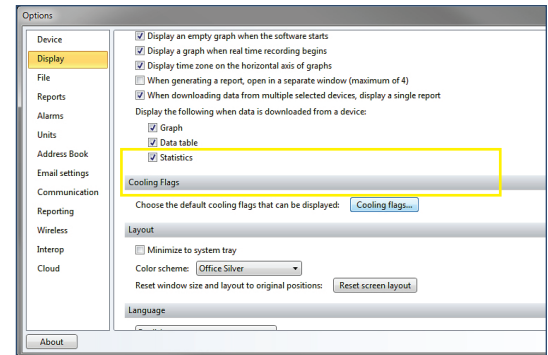 Options
Device
Display
File
Reports
Alarms
Units
Address Book
Email settings
Communication
Reporting
Wireless
Interop
Cloud
Display an empty graph when the software starts
Display a graph when real time recording begins
Display time zone on the horizontal axis of graphs
When generating a report, open in a separate window (maximum of 4)
When downloading data from multiple selected devices, display a single report
Display the following when data is downloaded from a device:
Graph
Data table
Statistics
Cooling Flags
Choose the default cooling flags that can be displayed: Cooling flags...
Layout
Minimize to system tray
Color scheme: Office Silver
Reset window size and layout to original positions: Reset screen layout
Language
About